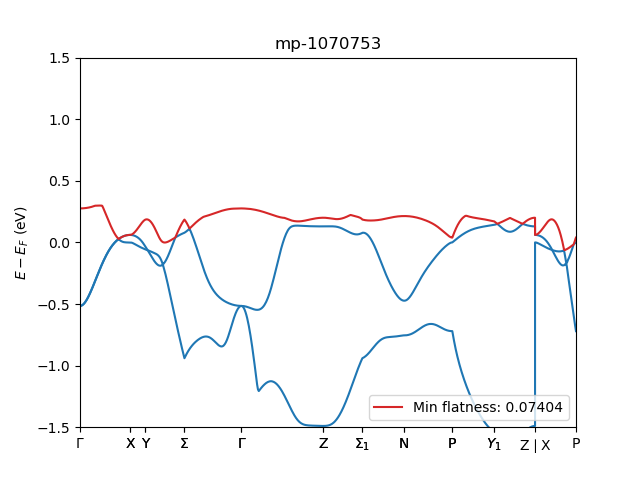 mp-1070753
E − E_F (eV)
1.5
1.0
0.5
0.0
−0.5
−1.0
−1.5
Min flatness: 0.07404
Γ X Y Σ Γ Z Σ₁ N P Y₁ Z | X P